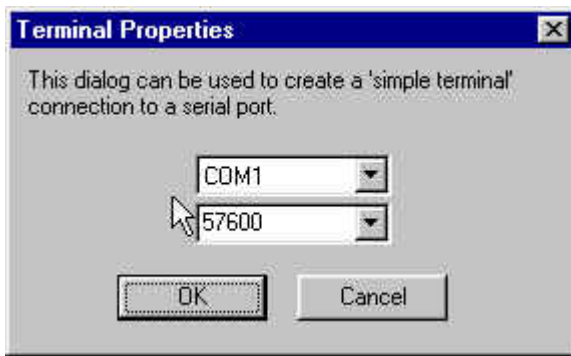 Terminal Properties
This dialog can be used to create a 'simple terminal'
connection to a serial port.
COM1
57600
OK
Cancel